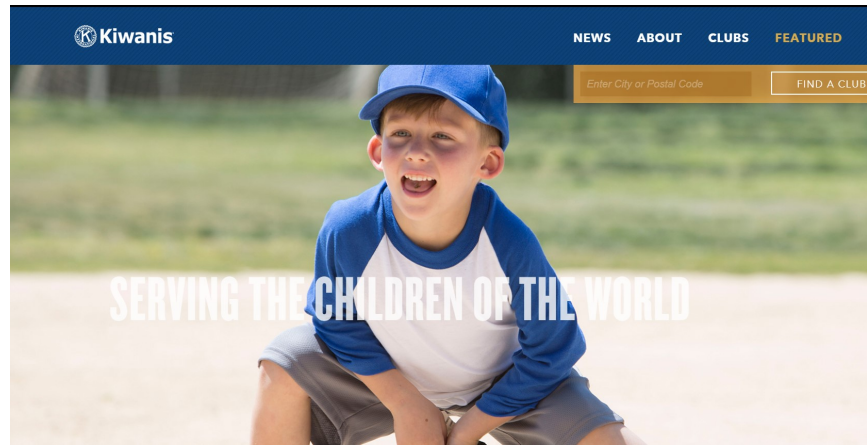 Kiwanis
NEWS ABOUT CLUBS FEATURED
Enter City or Postal Code FIND A CLUB
SERVING THE CHILDREN OF THE WORLD